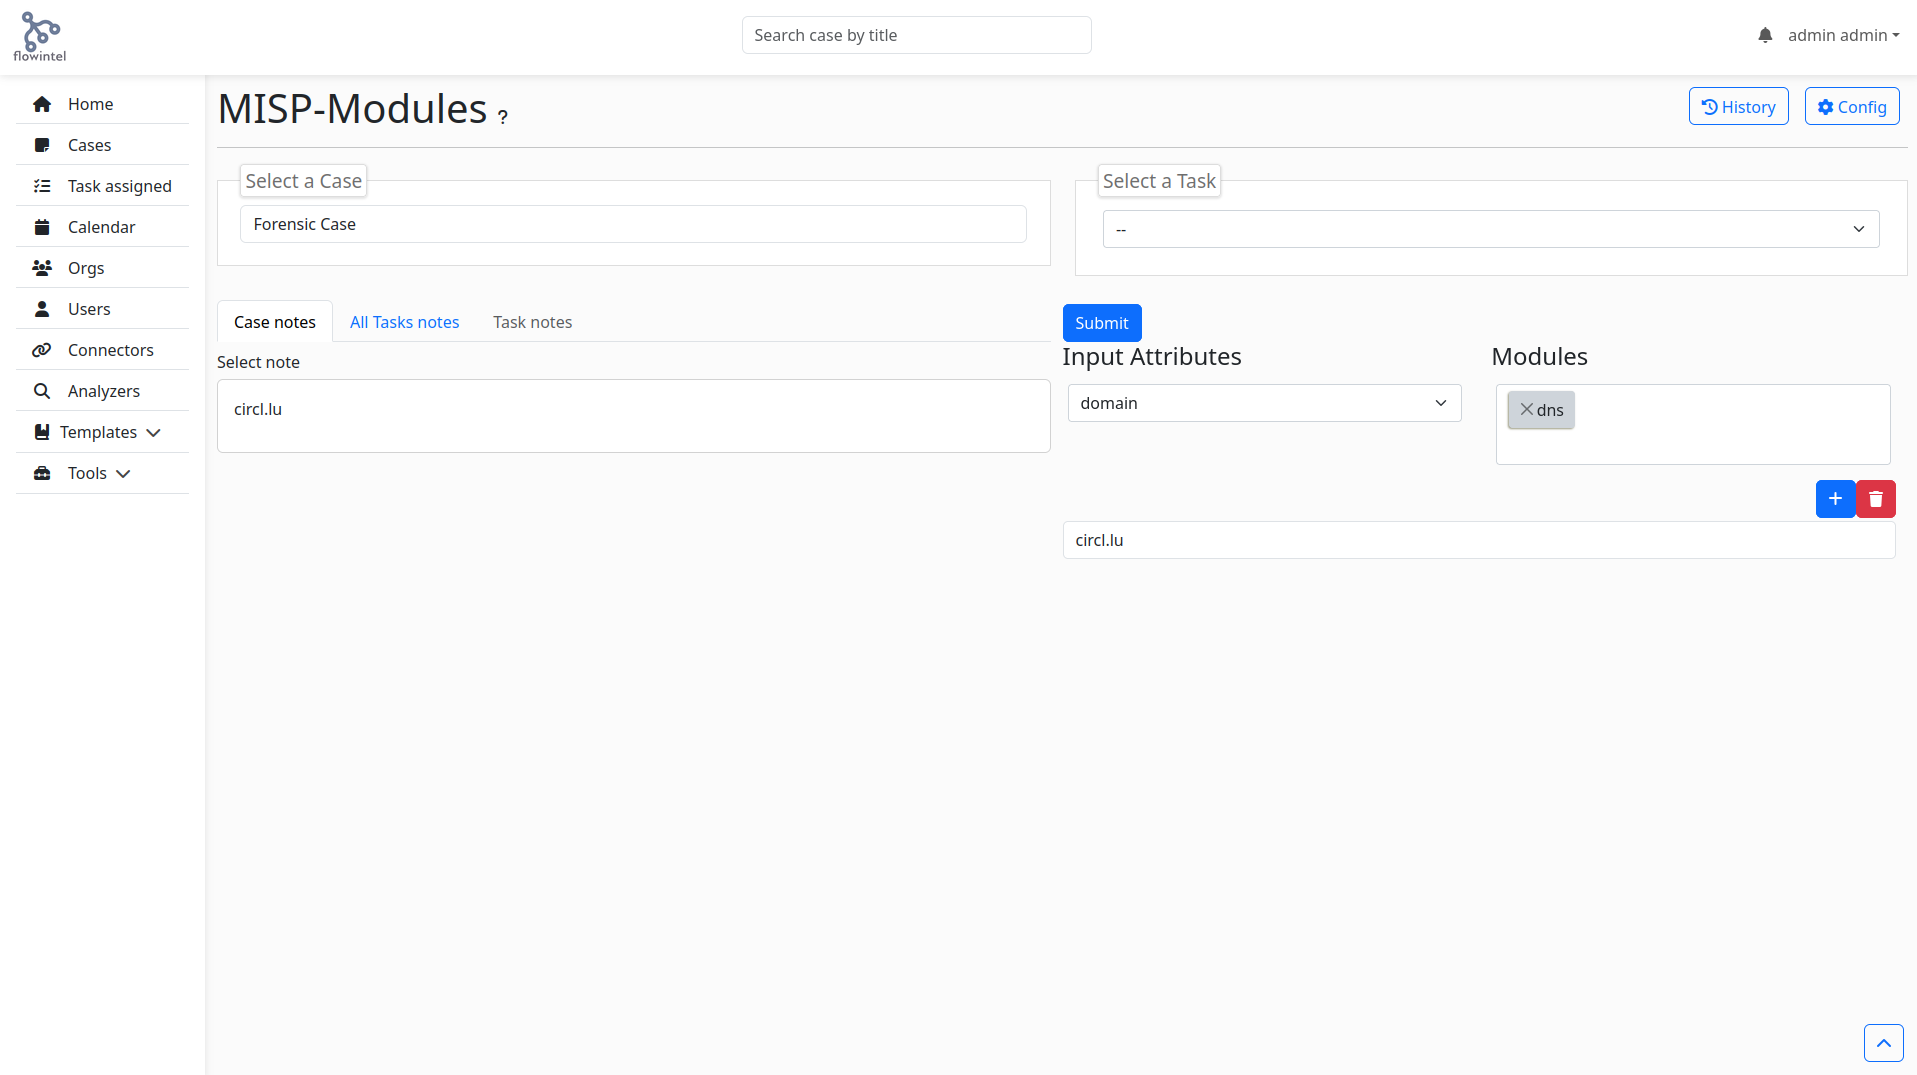 flowintel
Search case by title
admin admin
Home
Cases
Task assigned
Calendar
Orgs
Users
Connectors
Analyzers
Templates
Tools
MISP-Modules ?
History
Config
Select a Case
Forensic Case
Select a Task
--
Case notes
All Tasks notes
Task notes
Select note
circl.lu
Submit
Input Attributes
domain
Modules
dns
circl.lu